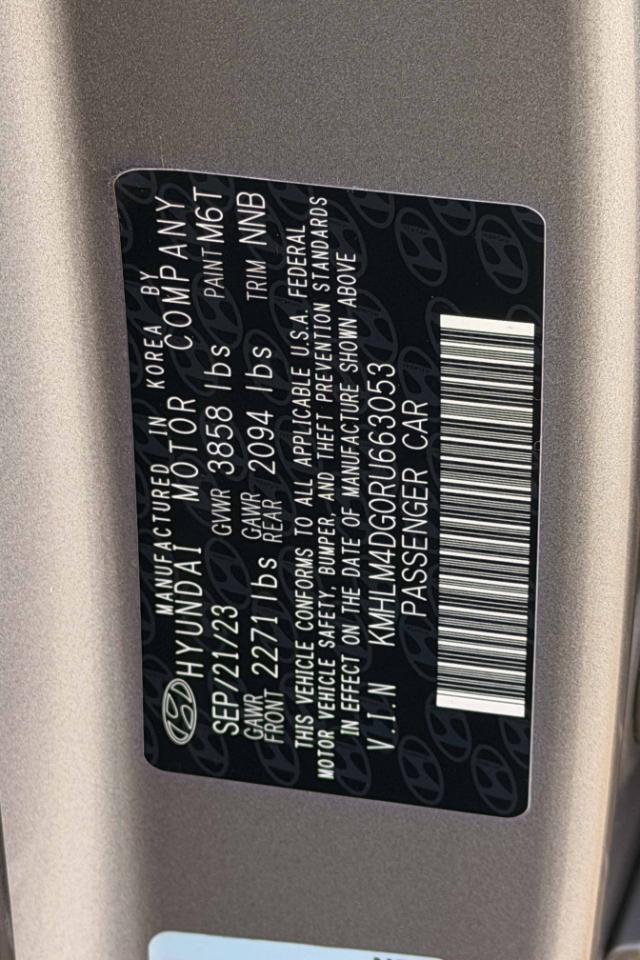 MANUFACTURED IN KOREA BY
HYUNDAI MOTOR COMPANY
SEP/21/23 GVWR 3858 lbs PAINT M6T
GAWR FRONT 2271 lbs GAWR REAR 2094 lbs TRIM NNB
THIS VEHICLE CONFORMS TO ALL APPLICABLE U.S.A. FEDERAL
MOTOR VEHICLE SAFETY, BUMPER, AND THEFT PREVENTION STANDARDS
IN EFFECT ON THE DATE OF MANUFACTURE SHOWN ABOVE
V.I.N KMHLM4DG0RU663053
PASSENGER CAR